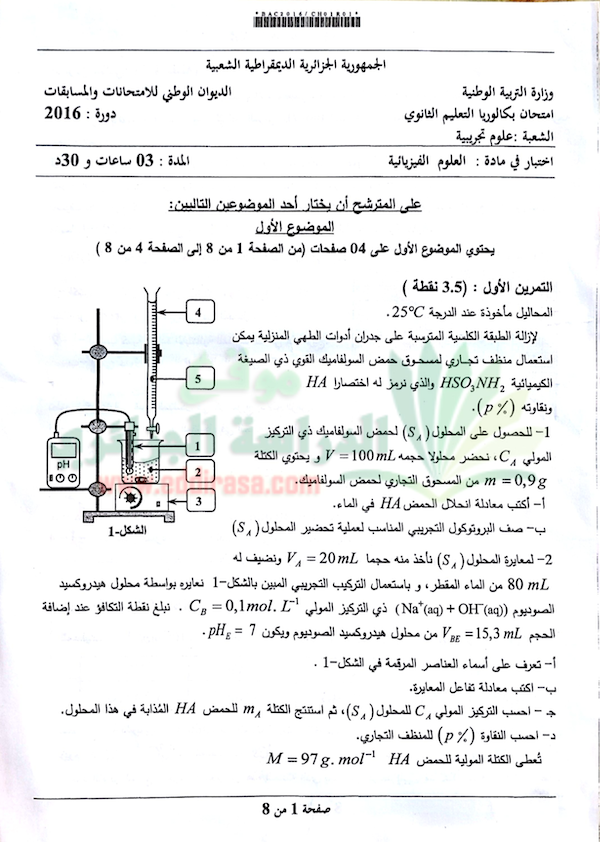 *BAC2016/CH01R01*
الجمهورية الجزائرية الديمقراطية الشعبية
وزارة التربية الوطنية الديوان الوطني للامتحانات والمسابقات
امتحان بكالوريا التعليم الثانوي دورة : 2016
الشعبة :علوم تجريبية
اختبار في مادة : العلوم الفيزيائية المدة : 03 ساعات و 30د
على المترشح أن يختار أحد الموضوعين التاليين:
الموضوع الأول
يحتوي الموضوع الأول على 04 صفحات (من الصفحة 1 من 8 إلى الصفحة 4 من 8 )
التمرين الأول : (3.5 نقطة )
المحاليل مأخوذة عند الدرجة 25°C.
لإزالة الطبقة الكلسية المترسبة على جدران أدوات الطهي المنزلية يمكن
استعمال منظف تجاري لمسحوق حمض السولفاميك القوي ذي الصيغة
الكيميائية HSO₃NH₂ والذي نرمز له اختصارا HA
ونقاوته (p %).
1- للحصول على المحلول (S_A) لحمض السولفاميك ذي التركيز
المولي C_A، نحضر محلولا حجمه V = 100 mL و يحتوي الكتلة
m = 0,9 g من المسحوق التجاري لحمض السولفاميك.
أ- أكتب معادلة انحلال الحمض HA في الماء.
ب- صف البروتوكول التجريبي المناسب لعملية تحضير المحلول (S_A)
4
5
1
2
3
pH
الشكل-1
2- لمعايرة المحلول (S_A) نأخذ منه حجما V_A = 20 mL ونضيف له
80 mL من الماء المقطر، و باستعمال التركيب التجريبي المبين بالشكل-1 نعايره بواسطة محلول هيدروكسيد
الصوديوم (Na⁺(aq) + OH⁻(aq)) ذي التركيز المولي C_B = 0,1mol. L⁻¹ . نبلغ نقطة التكافؤ عند إضافة
الحجم V_BE = 15,3 mL من محلول هيدروكسيد الصوديوم ويكون pH_E = 7 .
أ- تعرف على أسماء العناصر المرقمة في الشكل-1 .
ب- اكتب معادلة تفاعل المعايرة.
جـ - احسب التركيز المولي C_A للمحلول (S_A)، ثم استنتج الكتلة m_A للحمض HA المُذابة في هذا المحلول.
د- احسب النقاوة (p %) للمنظف التجاري.
تُعطى الكتلة المولية للحمض HA M = 97 g. mol⁻¹
صفحة 1 من 8
موقع
الدراسة الجزائري
www.eddirasa.com